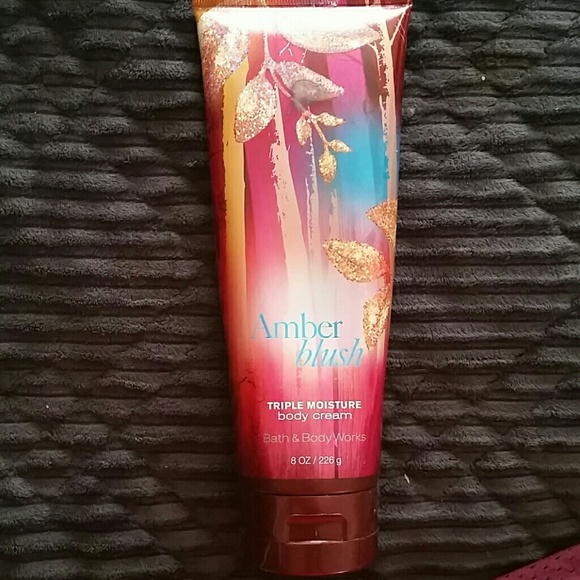 Amber
blush
TRIPLE MOISTURE
body cream
Bath & Body Works
8 OZ / 226 g